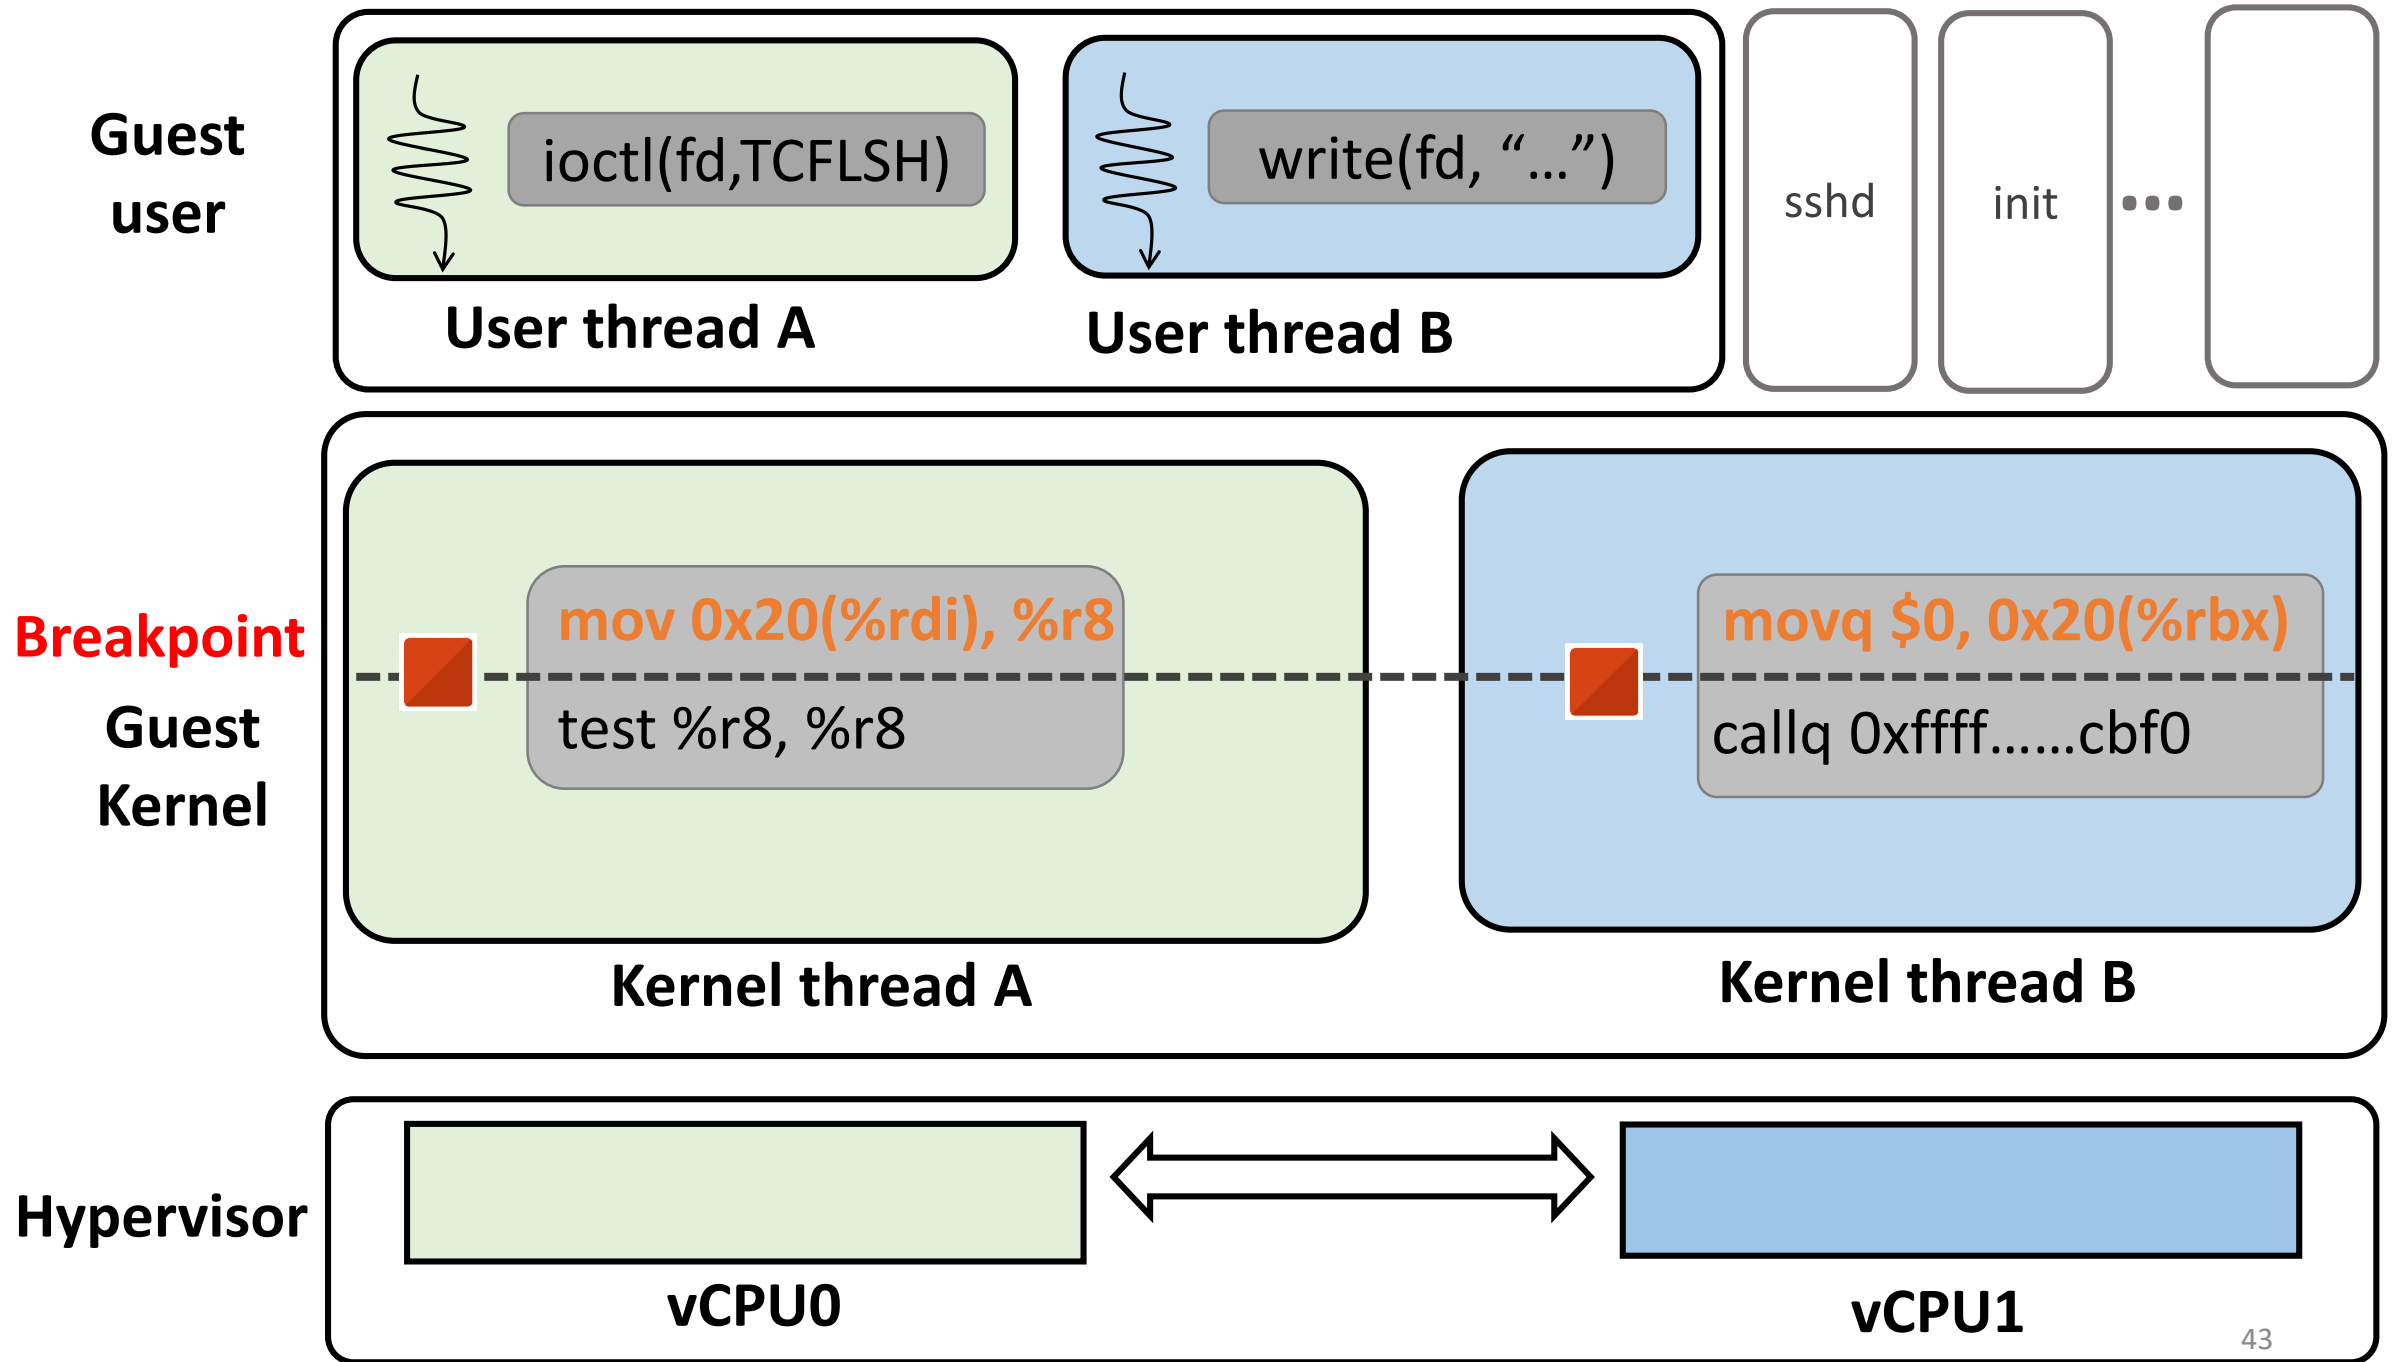 Guest
user
ioctl(fd,TCFLSH)
write(fd, “…”)
sshd
init
...
User thread A
User thread B
Breakpoint
Guest
Kernel
mov 0x20(%rdi), %r8
test %r8, %r8
movq $0, 0x20(%rbx)
callq 0xffff……cbf0
Kernel thread A
Kernel thread B
Hypervisor
vCPU0
vCPU1
43